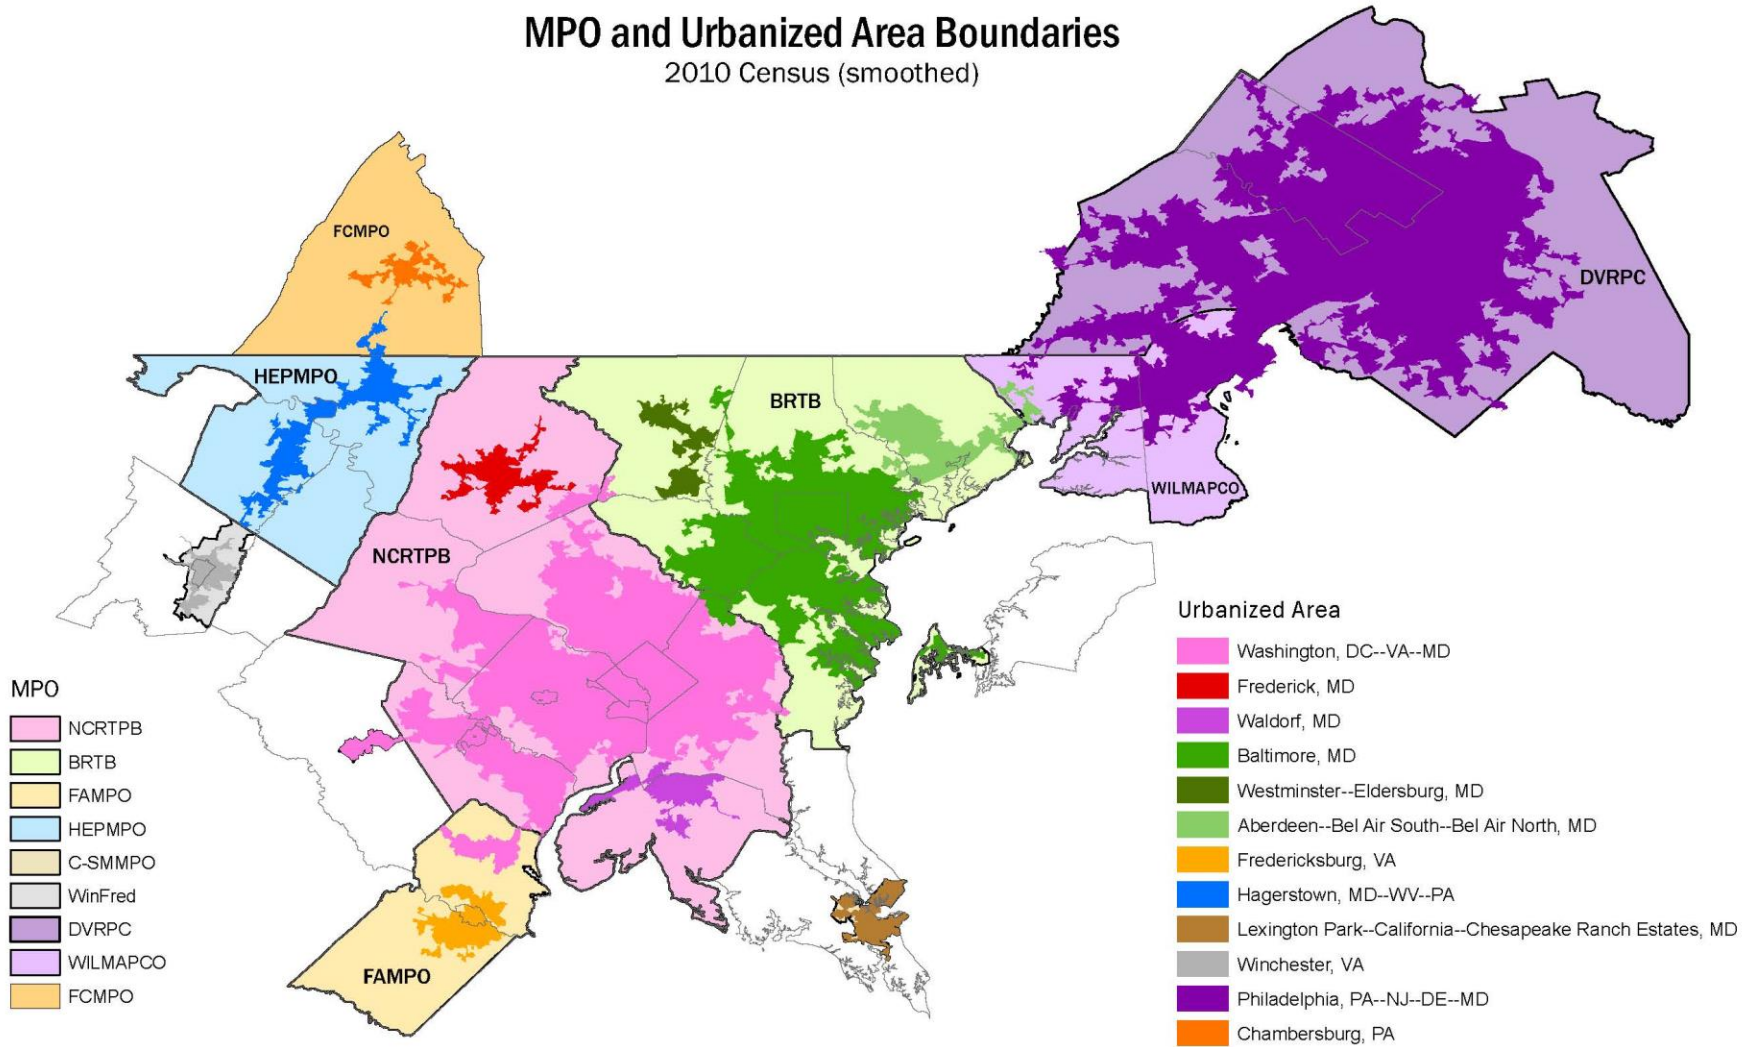 MPO and Urbanized Area Boundaries
2010 Census (smoothed)
FCMPO
DVRPC
HEPMPO
BRTB
WILMAPCO
NCRTPB
FAMPO
MPO
NCRTPB
BRTB
FAMPO
HEPMPO
C-SMMPO
WinFred
DVRPC
WILMAPCO
FCMPO
Urbanized Area
Washington, DC--VA--MD
Frederick, MD
Waldorf, MD
Baltimore, MD
Westminster--Eldersburg, MD
Aberdeen--Bel Air South--Bel Air North, MD
Fredericksburg, VA
Hagerstown, MD--WV--PA
Lexington Park--California--Chesapeake Ranch Estates, MD
Winchester, VA
Philadelphia, PA--NJ--DE--MD
Chambersburg, PA